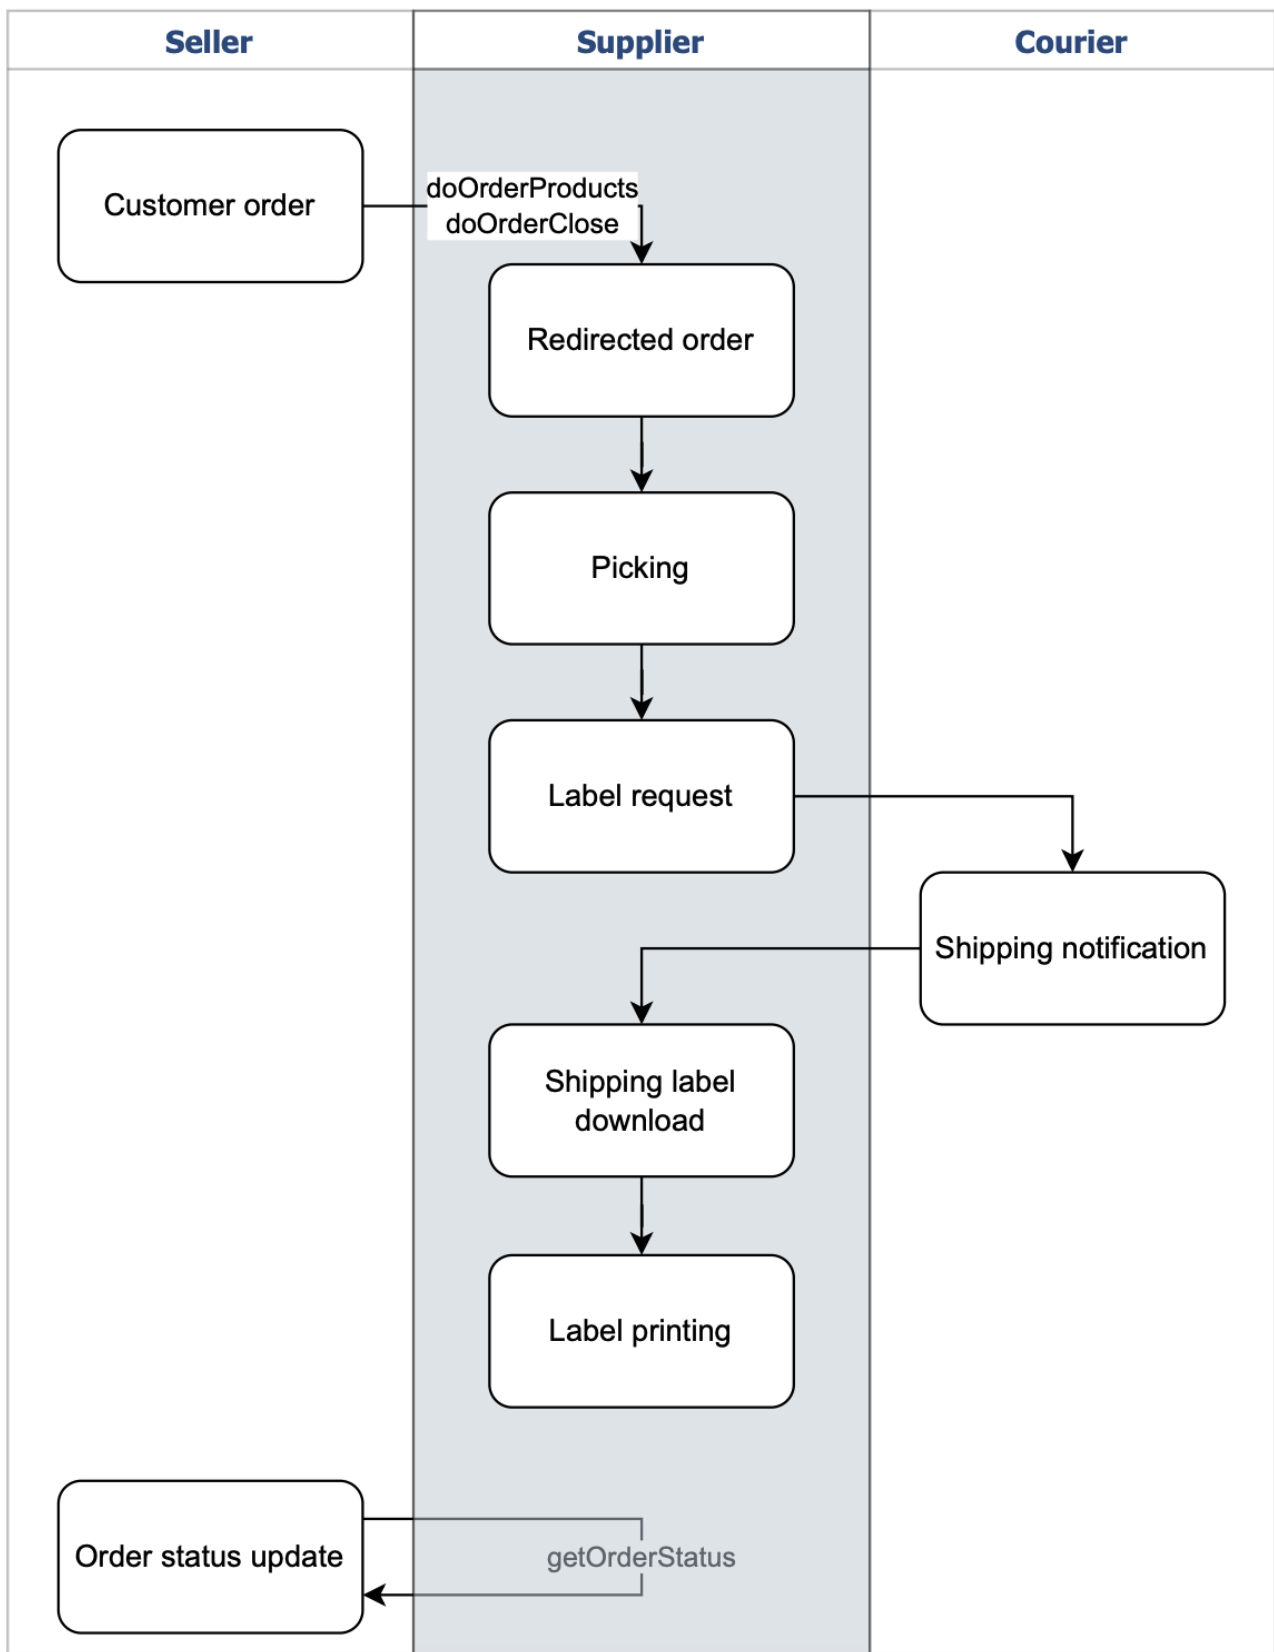 Seller
Supplier
Courier
Customer order
doOrderProducts
doOrderClose
Redirected order
Picking
Label request
Shipping notification
Shipping label
download
Label printing
Order status update
getOrderStatus